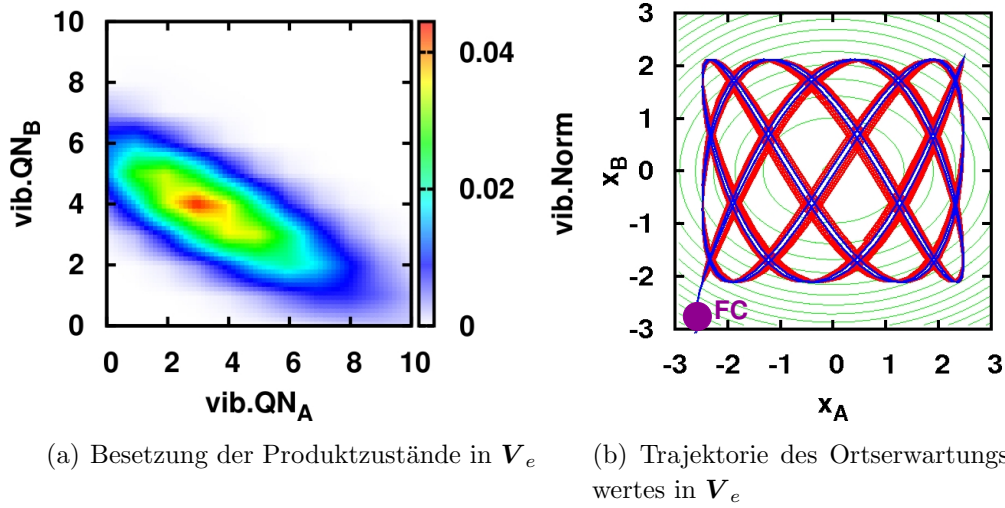 10
8
6
4
2
0
vib.QN_B
0 2 4 6 8 10
vib.QN_A
0.04
0.02
0
vib.Norm
3
2
1
0
-1
-2
-3
x_B
FC
-3 -2 -1 0 1 2 3
x_A
(a) Besetzung der Produktzustände in V_e
(b) Trajektorie des Ortserwartungs
wertes in V_e